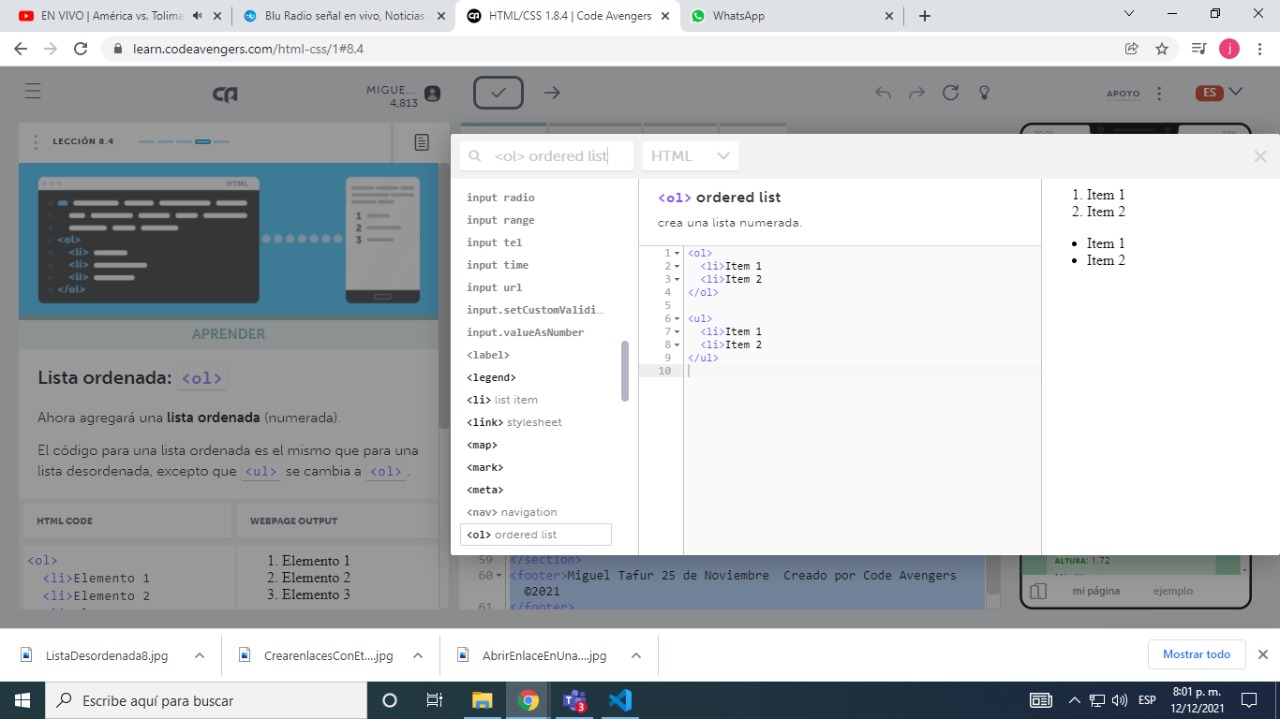 EN VIVO | América vs. Tolima
Blu Radio señal en vivo, Noticias
HTML/CSS 1.8.4 | Code Avengers
WhatsApp
learn.codeavengers.com/html-css/1#8.4
j
MIGUE...
4,813
APOYO
ES
LECCIÓN 8.4
HTML
<ol>
<li>
<li>
<li>
</ol>
1
2
3
APRENDER
Lista ordenada: <ol>
Ahora agregará una lista ordenada (numerada).
El código para una lista ordenada es el mismo que para una
lista desordenada, excepto que <ul> se cambia a <ol>.
HTML CODE
WEBPAGE OUTPUT
<ol>
<li>Elemento 1
<li>Elemento 2
1. Elemento 1
2. Elemento 2
3. Elemento 3
<ol> ordered list
HTML
input radio
input range
input tel
input time
input url
input.setCustomValidi...
input.valueAsNumber
<label>
<legend>
<li> list item
<link> stylesheet
<map>
<mark>
<meta>
<nav> navigation
<ol> ordered list
<ol> ordered list
crea una lista numerada.
1 <ol>
2 <li>Item 1
3 <li>Item 2
4 </ol>
5
6 <ul>
7 <li>Item 1
8 <li>Item 2
9 </ul>
10
1. Item 1
2. Item 2
• Item 1
• Item 2
59 </section>
60 <footer>Miguel Tafur 25 de Noviembre  Creado por Code Avengers
©2021
61 </footer>
ALTURA: 1.72
mi página
ejemplo
ListaDesordenada8.jpg
CrearenlacesConEt....jpg
AbrirEnlaceEnUna....jpg
Mostrar todo
Escribe aquí para buscar
3
ESP
8:01 p. m.
12/12/2021